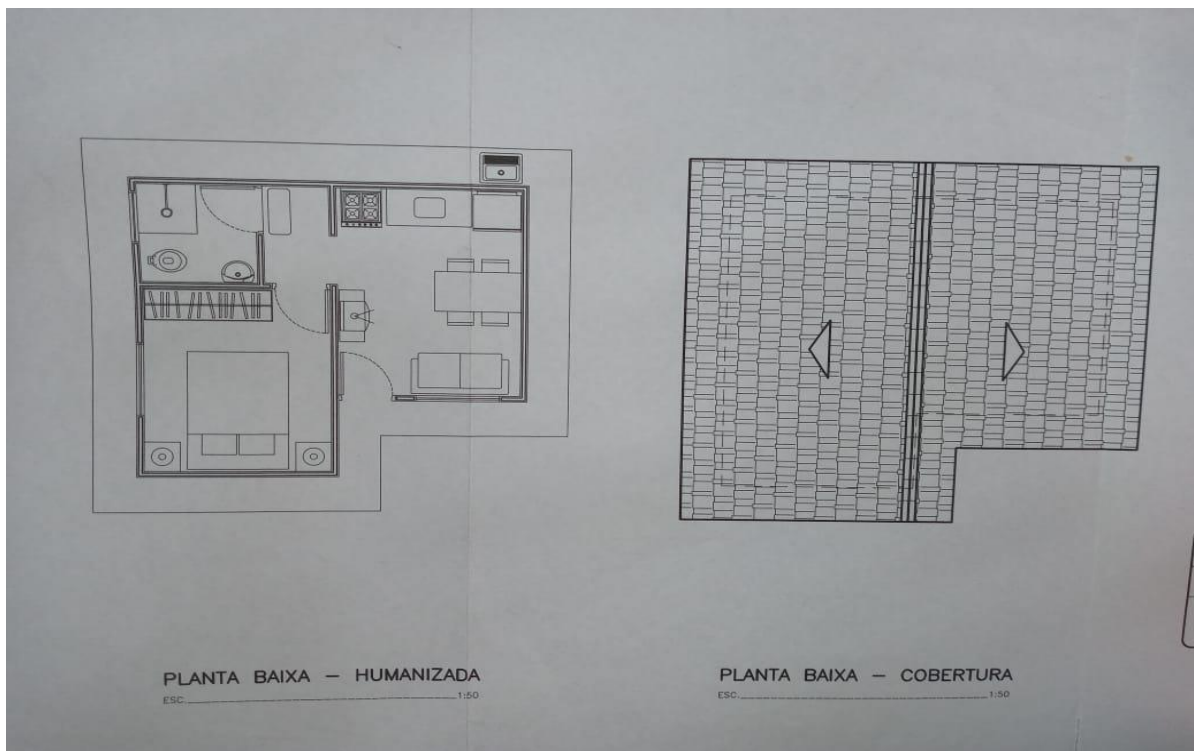 PLANTA BAIXA – HUMANIZADA
ESC. 1:50
PLANTA BAIXA – COBERTURA
ESC. 1:50